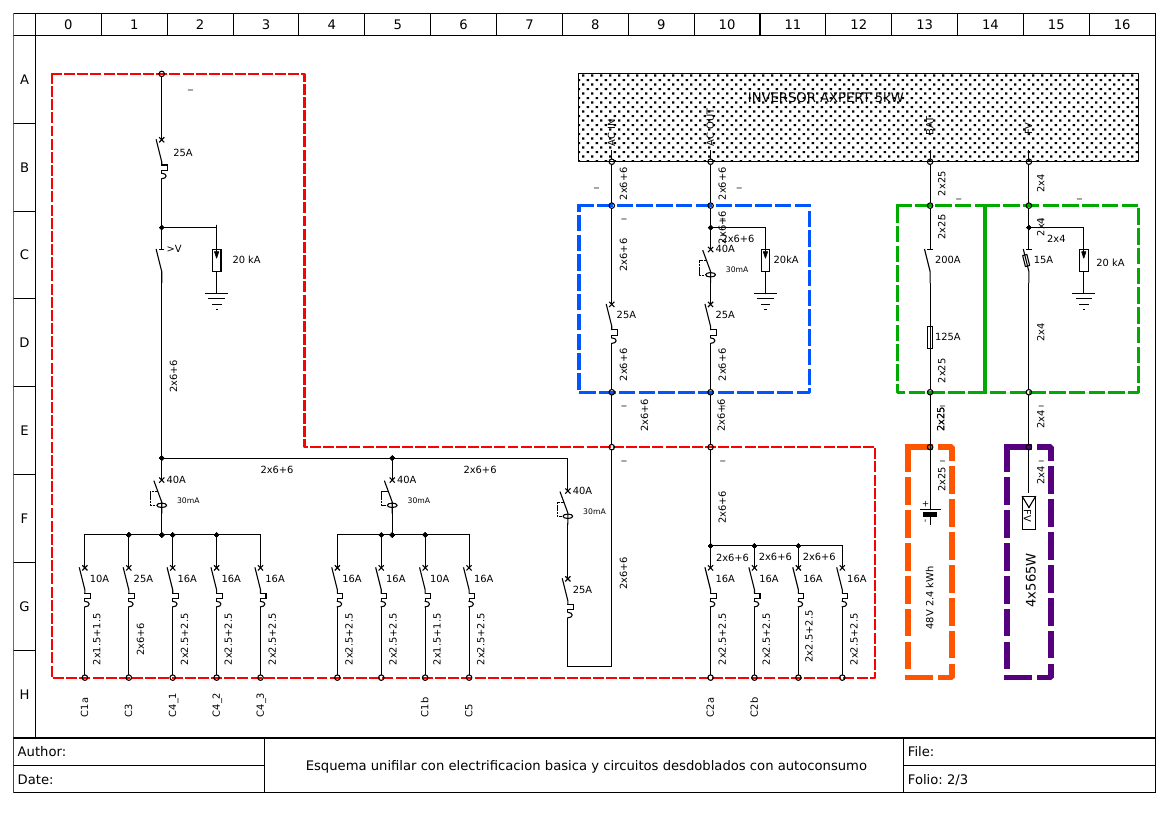 0 1 2 3 4 5 6 7 8 9 10 11 12 13 14 15 16
A
INVERSOR AXPERT 5kW
AC IN AC OUT BAT FV
B
25A
2x6+6 2x6+6 2x25 2x4
C
>V 20 kA
2x6+6 2x6+6 2x6+6 40A 30mA 20kA
2x25 200A
2x4 2x4 15A 20 kA
D
25A 25A 125A 2x4
2x6+6 2x6+6 2x6+6 2x25
E
2x6+6 2x6+6 2x25 2x4
2x6+6 2x6+6
F
40A 30mA 40A 30mA 40A 30mA
2x6+6 2x25 2x4
+
-
FV
2x6+6 2x6+6 2x6+6
G
10A 25A 16A 16A 16A 16A 16A 10A 16A 25A 2x6+6 16A 16A 16A 16A
48V 2.4 kWh
4x565W
2x1.5+1.5 2x6+6 2x2.5+2.5 2x2.5+2.5 2x2.5+2.5 2x2.5+2.5 2x2.5+2.5 2x1.5+1.5 2x2.5+2.5 2x2.5+2.5 2x2.5+2.5 2x2.5+2.5 2x2.5+2.5
H
C1a C3 C4_1 C4_2 C4_3 C1b C5 C2a C2b
Author:
Date:
Esquema unifilar con electrificacion basica y circuitos desdoblados con autoconsumo
File:
Folio: 2/3